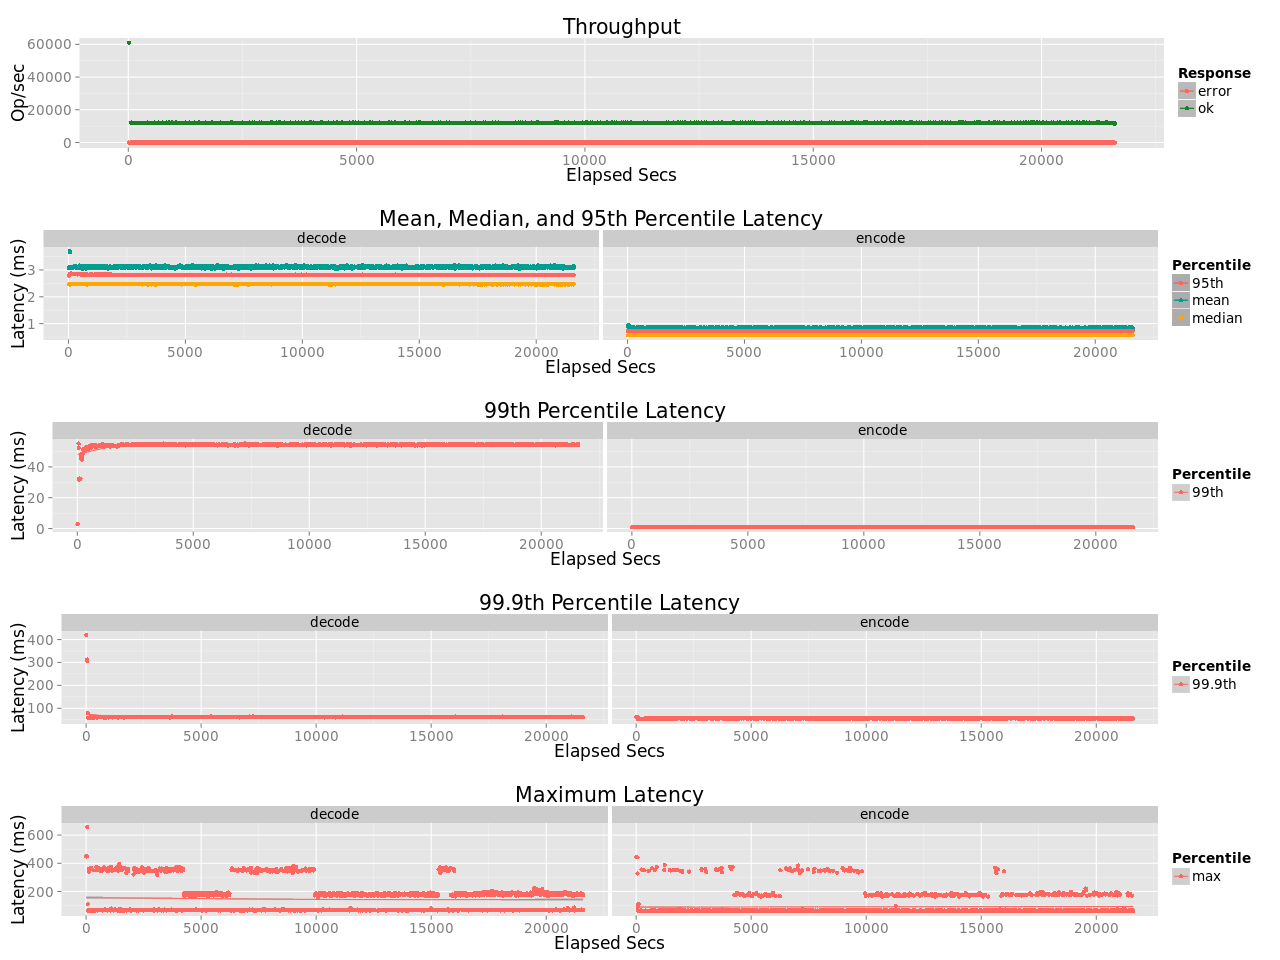 Throughput
Op/sec
60000
40000
20000
0
0 5000 10000 15000 20000
Elapsed Secs
Response
error
ok
Mean, Median, and 95th Percentile Latency
decode encode
Latency (ms)
3
2
1
0 5000 10000 15000 20000 0 5000 10000 15000 20000
Elapsed Secs
Percentile
95th
mean
median
99th Percentile Latency
decode encode
Latency (ms)
40
20
0
0 5000 10000 15000 20000 0 5000 10000 15000 20000
Elapsed Secs
Percentile
99th
99.9th Percentile Latency
decode encode
Latency (ms)
400
300
200
100
0 5000 10000 15000 20000 0 5000 10000 15000 20000
Elapsed Secs
Percentile
99.9th
Maximum Latency
decode encode
Latency (ms)
600
400
200
0 5000 10000 15000 20000 0 5000 10000 15000 20000
Elapsed Secs
Percentile
max